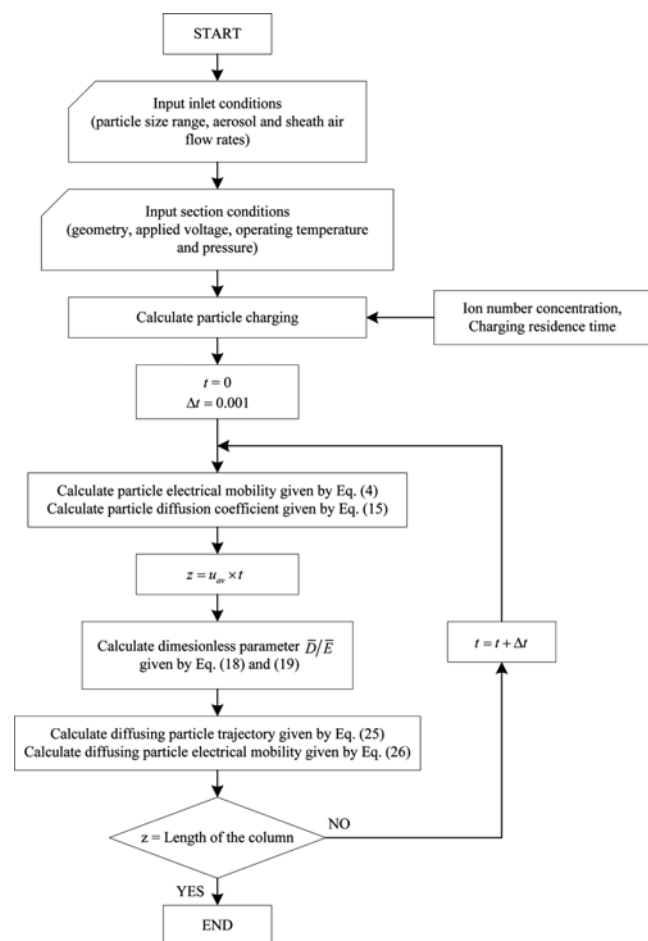 START
Input inlet conditions
(particle size range, aerosol and sheath air
flow rates)
Input section conditions
(geometry, applied voltage, operating temperature
and pressure)
Calculate particle charging
Ion number concentration,
Charging residence time
t = 0
Δt = 0.001
Calculate particle electrical mobility given by Eq. (4)
Calculate particle diffusion coefficient given by Eq. (15)
z = u_av × t
Calculate dimesionless parameter D̅/E̅
given by Eq. (18) and (19)
t = t + Δt
Calculate diffusing particle trajectory given by Eq. (25)
Calculate diffusing particle electrical mobility given by Eq. (26)
z = Length of the column
NO
YES
END